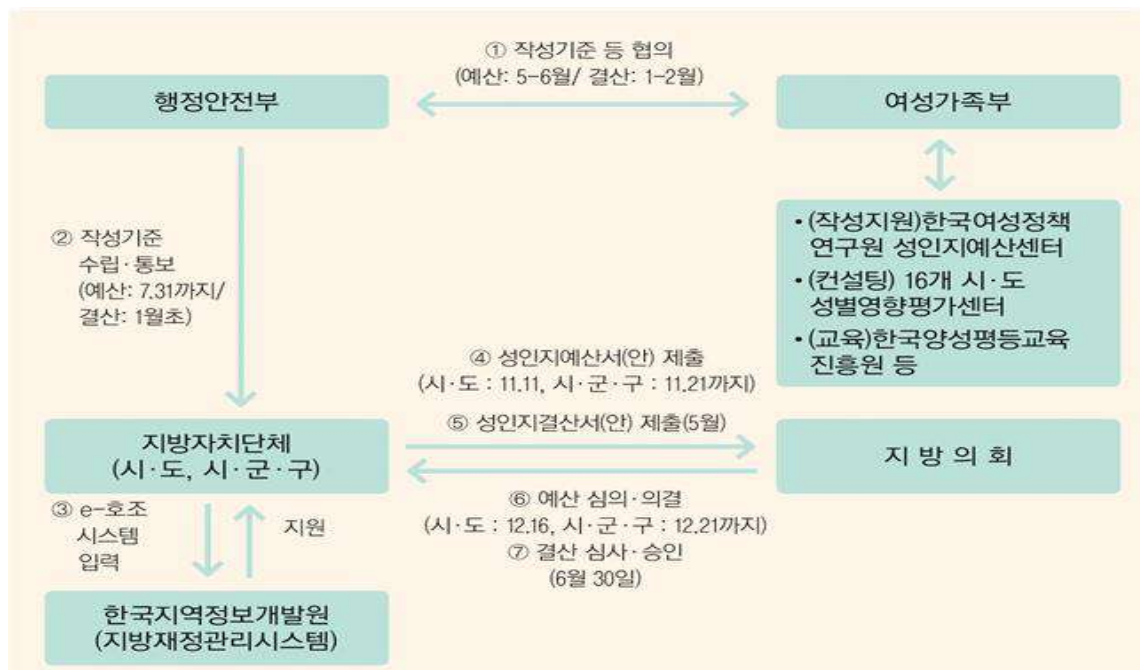 ① 작성기준 등 협의
(예산: 5-6월/ 결산: 1-2월)
행정안전부
여성가족부
② 작성기준
수립·통보
(예산: 7.31까지/
결산: 1월초)
• (작성지원)한국여성정책
연구원 성인지예산센터
• (컨설팅) 16개 시·도
성별영향평가센터
• (교육)한국양성평등교육
진흥원 등
④ 성인지예산서(안) 제출
(시·도 : 11.11, 시·군·구 : 11.21까지)
⑤ 성인지결산서(안) 제출(5월)
지방자치단체
(시·도, 시·군·구)
지 방 의 회
⑥ 예산 심의·의결
(시·도 : 12.16, 시·군·구 : 12.21까지)
⑦ 결산 심사·승인
(6월 30일)
③ e-호조
시스템
입력
지원
한국지역정보개발원
(지방재정관리시스템)